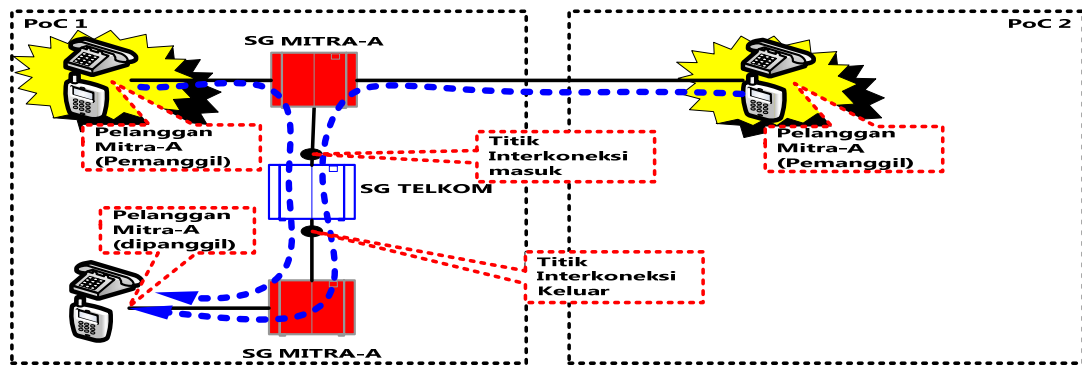 PoC 1
PoC 2
SG MITRA-A
Pelanggan
Mitra-A
(Pemanggil)
Titik
Interkoneksi
masuk
Pelanggan
Mitra-A
(Pemanggil)
SG TELKOM
Pelanggan
Mitra-A
(dipanggil)
Titik
Interkoneksi
Keluar
SG MITRA-A